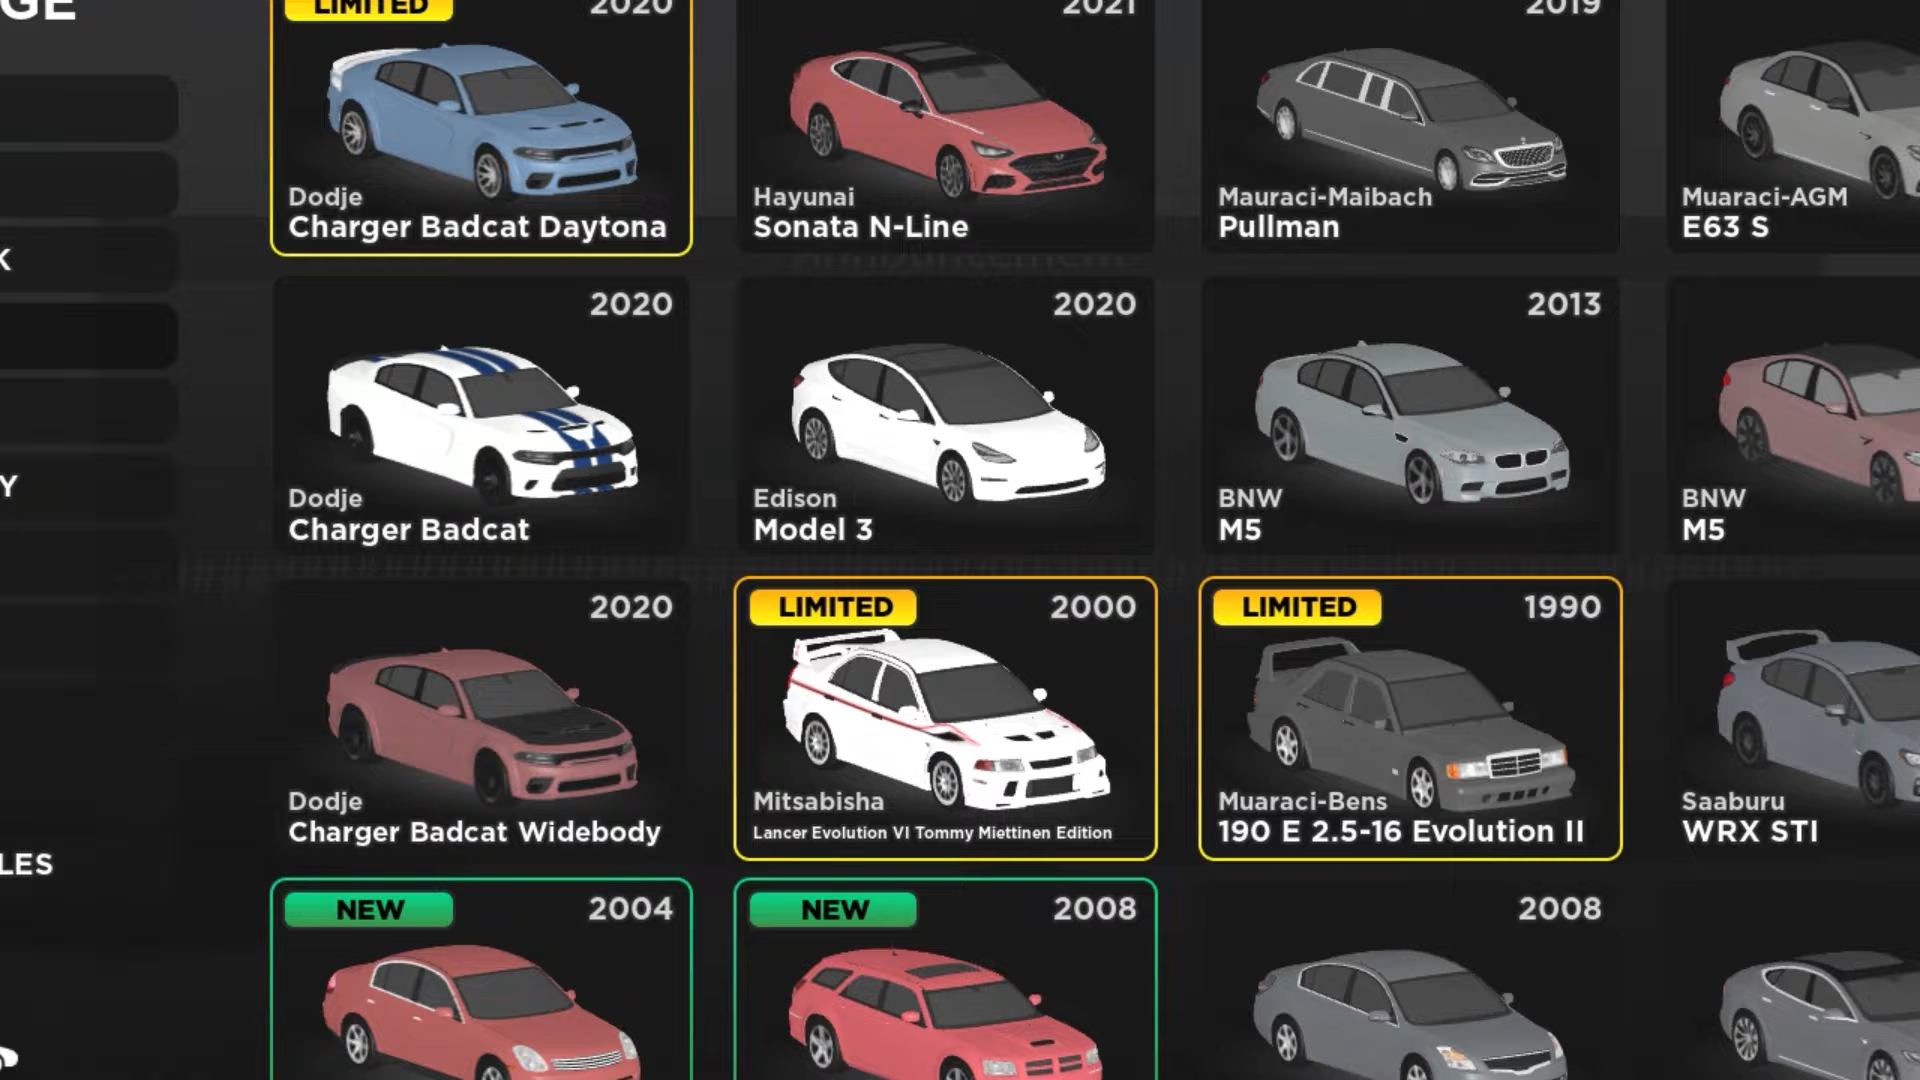 GE
LIMITED 2020
Dodje
Charger Badcat Daytona
2021
Hayunai
Sonata N-Line
2019
Mauraci-Maibach
Pullman
Muaraci-AGM
E63 S
K
2020
Dodje
Charger Badcat
2020
Edison
Model 3
2013
BNW
M5
BNW
M5
Y
2020
Dodje
Charger Badcat Widebody
LIMITED 2000
Mitsabisha
Lancer Evolution VI Tommy Miettinen Edition
LIMITED 1990
Muaraci-Bens
190 E 2.5-16 Evolution II
Saaburu
WRX STI
LES
NEW 2004
NEW 2008
2008